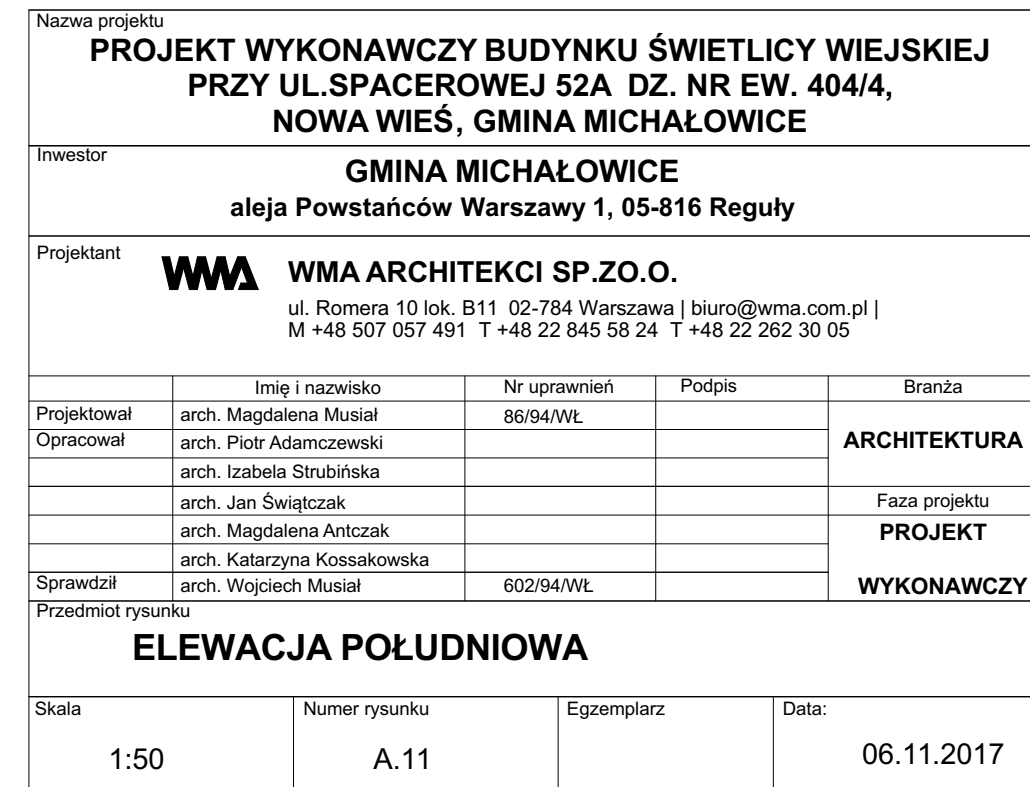 Nazwa projektu
PROJEKT WYKONAWCZY BUDYNKU ŚWIETLICY WIEJSKIEJ
PRZY UL.SPACEROWEJ 52A DZ. NR EW. 404/4,
NOWA WIEŚ, GMINA MICHAŁOWICE
Inwestor
GMINA MICHAŁOWICE
aleja Powstańców Warszawy 1, 05-816 Reguły
Projektant
WMA WMA ARCHITEKCI SP.ZO.O.
ul. Romera 10 lok. B11 02-784 Warszawa | biuro@wma.com.pl |
M +48 507 057 491 T +48 22 845 58 24 T +48 22 262 30 05
Imię i nazwisko Nr uprawnień Podpis Branża
Projektował arch. Magdalena Musiał 86/94/WŁ
Opracował arch. Piotr Adamczewski ARCHITEKTURA
arch. Izabela Strubińska
arch. Jan Świątczak Faza projektu
arch. Magdalena Antczak PROJEKT
arch. Katarzyna Kossakowska
Sprawdził arch. Wojciech Musiał 602/94/WŁ WYKONAWCZY
Przedmiot rysunku
ELEWACJA POŁUDNIOWA
Skala Numer rysunku Egzemplarz Data:
1:50 A.11 06.11.2017